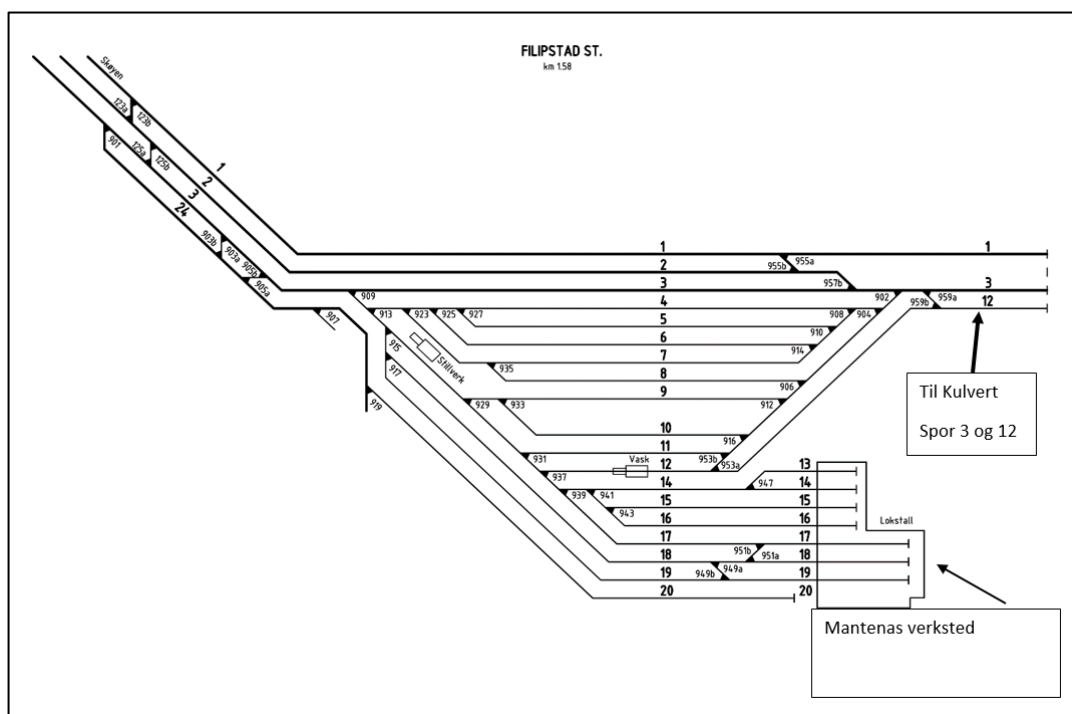 FILIPSTAD ST.
km 1.58
Skøyen
123a
123b
125a
125b
901
1
2
3
24
903b
903a
905b
905a
907
1
1
955a
2
955b
3
957b
3
909
4
902
959b
959a
12
913
923
925
927
5
908
904
915
Stillverk
6
910
917
7
914
935
8
919
9
906
929
933
912
10
11
916
931
Vask
12
953b
953a
937
13
14
947
14
939
941
15
15
943
16
16
Lokstall
17
17
951b
951a
18
18
949a
19
949b
19
20
20
Til Kulvert
Spor 3 og 12
Mantenas verksted